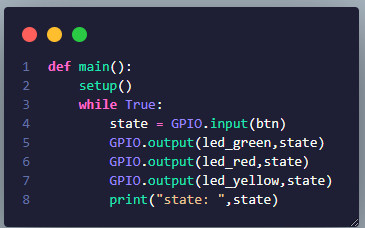 1 def main():
2     setup()
3     while True:
4         state = GPIO.input(btn)
5         GPIO.output(led_green,state)
6         GPIO.output(led_red,state)
7         GPIO.output(led_yellow,state)
8         print("state: ",state)